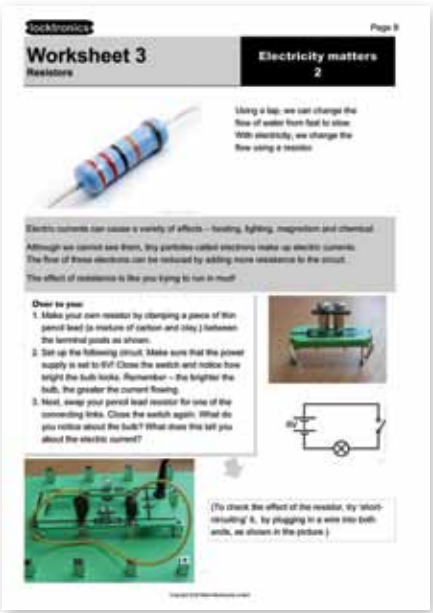 locktronics
Page 9
Worksheet 3
Resistors
Electricity matters
2
Using a tap, we can change the
flow of water from fast to slow.
With electricity, we change the
flow using a resistor.
Electric currents can cause a variety of effects – heating, lighting, magnetism and chemical.
Although we cannot see them, tiny particles called electrons make up electric currents.
The flow of these electrons can be reduced by adding more resistance to the circuit.
The effect of resistance is like you trying to run in mud!
Over to you:
1. Make your own resistor by clamping a piece of thin
pencil lead (a mixture of carbon and clay,) between
the terminal posts as shown.
2. Set up the following circuit. Make sure that the power
supply is set to 6V! Close the switch and notice how
bright the bulb looks. Remember – the brighter the
bulb, the greater the current flowing.
3. Next, swap your pencil lead resistor for one of the
connecting links. Close the switch again. What do
you notice about the bulb? What does this tell you
about the electric current?
6V
(To check the effect of the resistor, try 'short-
circuiting' it, by plugging in a wire into both
ends, as shown in the picture.)